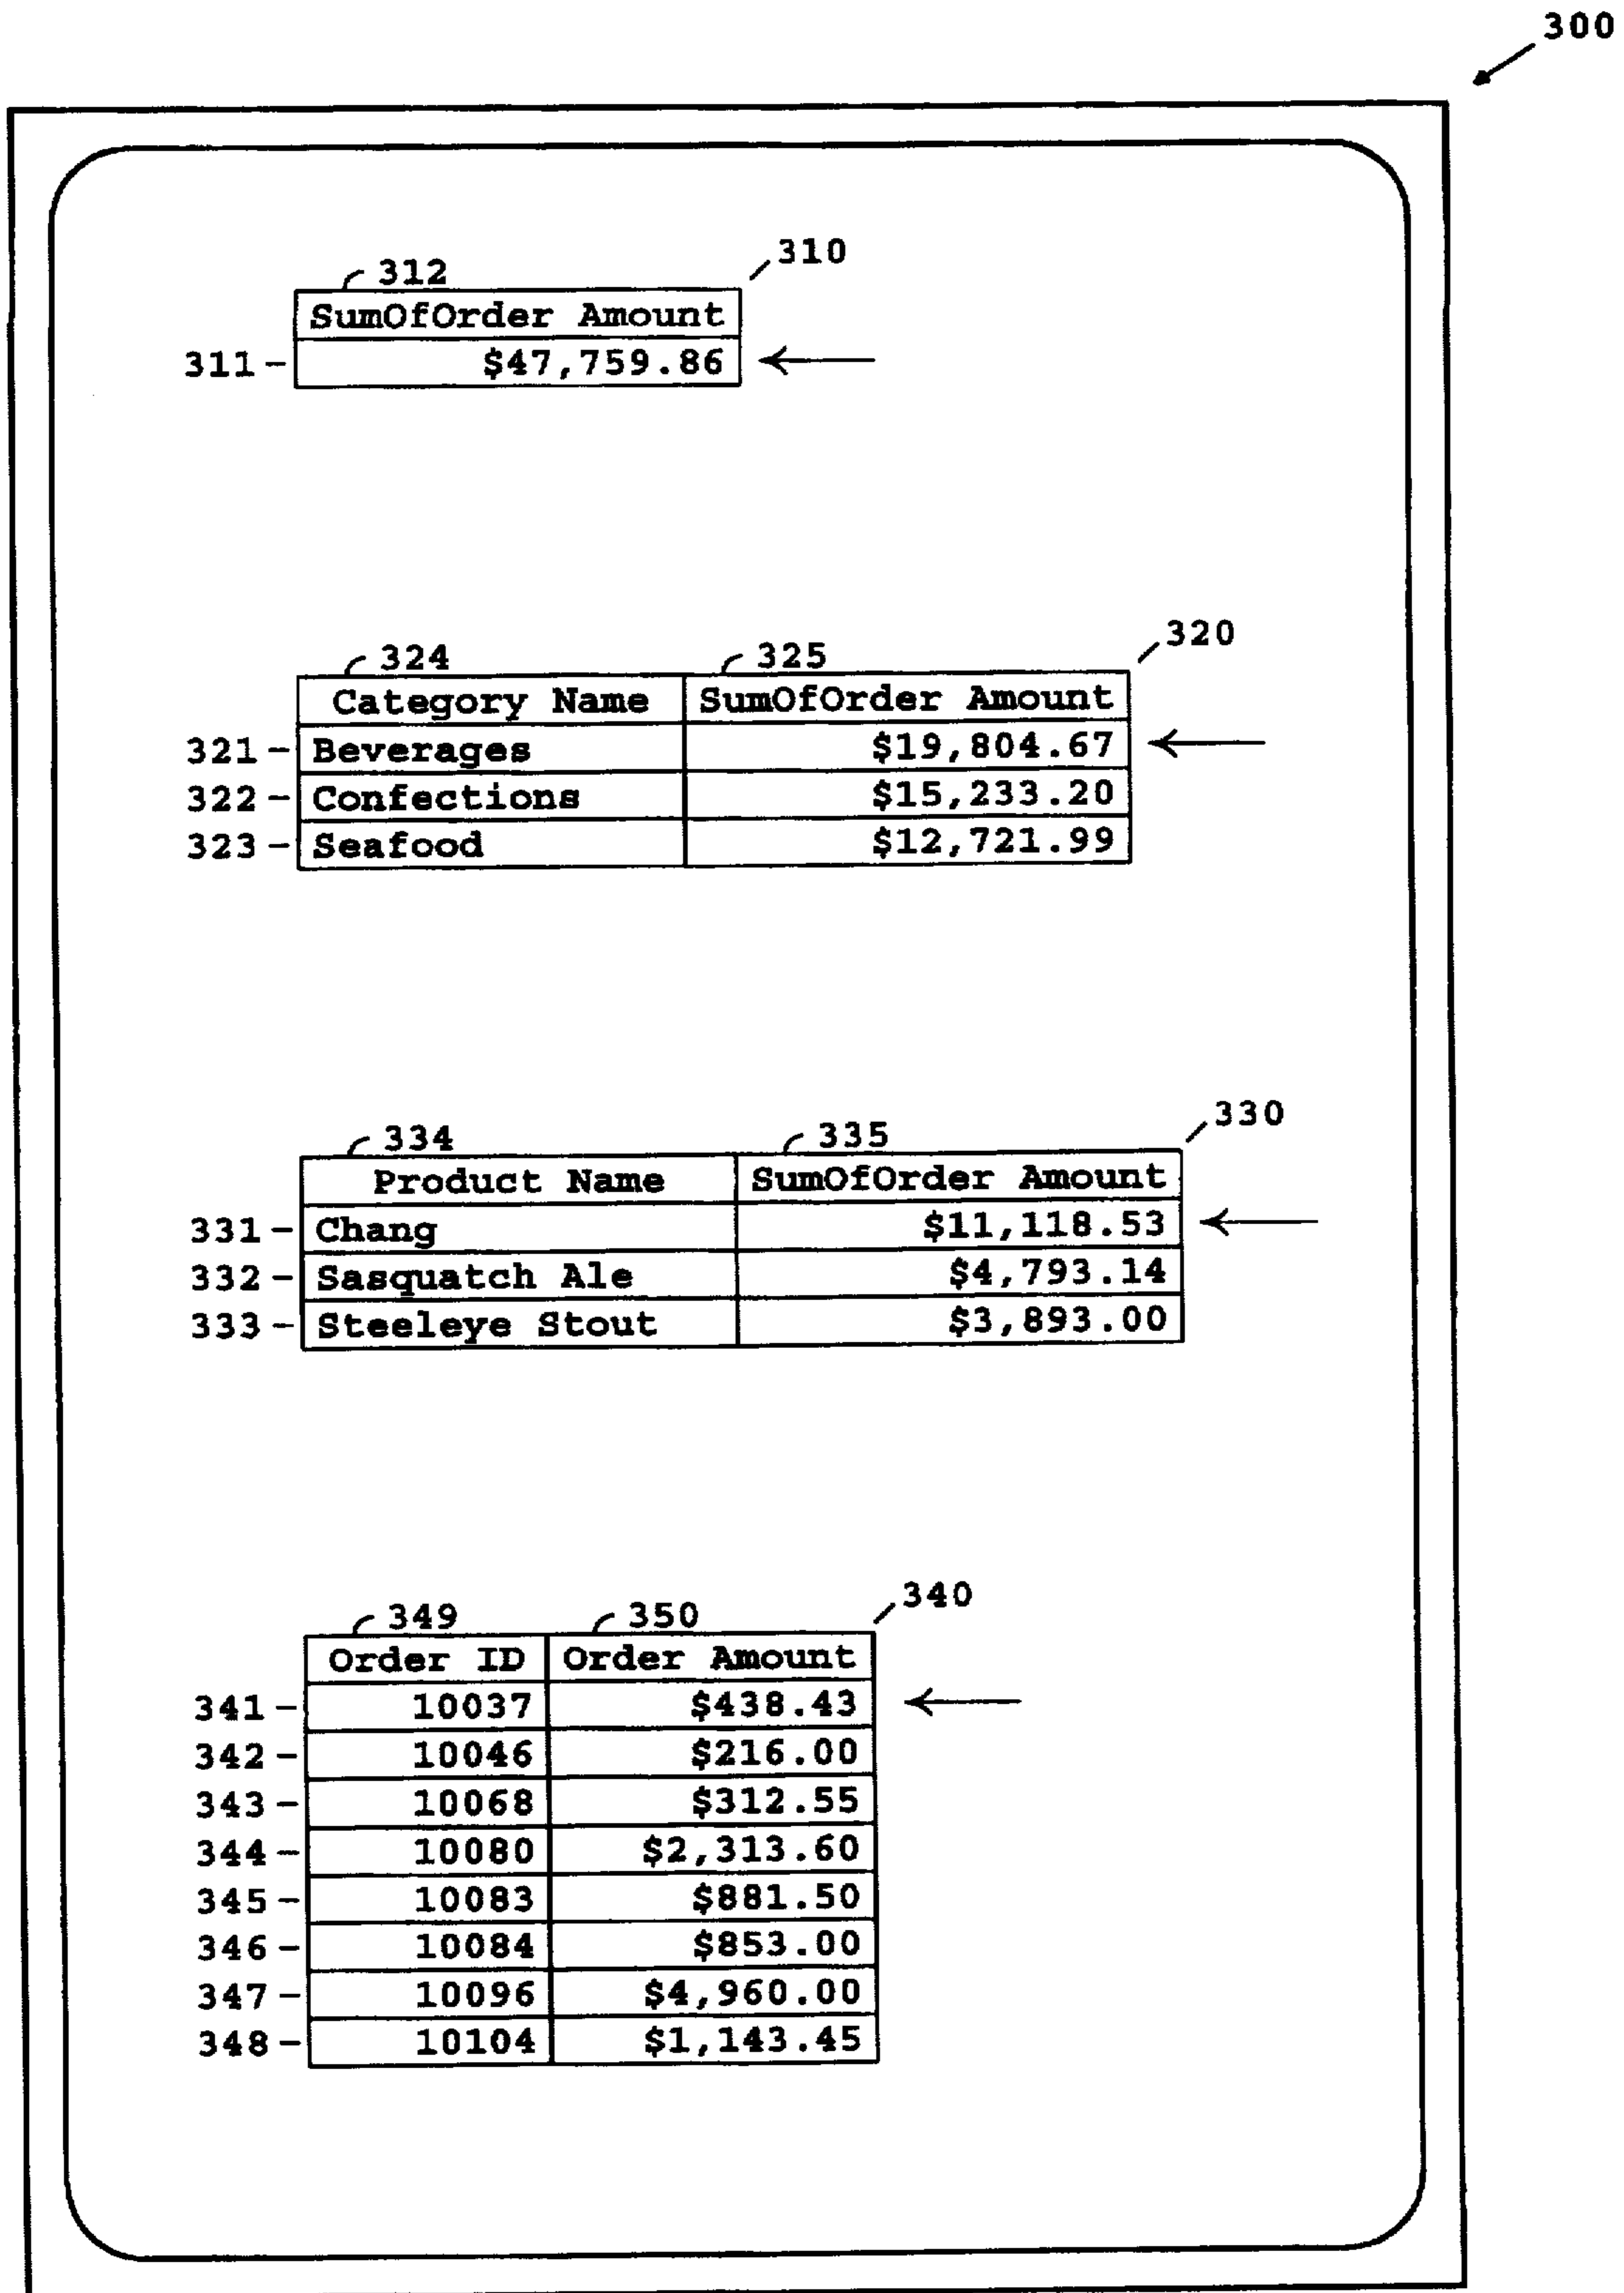 300
312
310
SumOfOrder Amount
311
$47,759.86
324
325
320
Category Name SumOfOrder Amount
321 Beverages $19,804.67
322 Confections $15,233.20
323 Seafood $12,721.99
334
335
330
Product Name SumOfOrder Amount
331 Chang $11,118.53
332 Sasquatch Ale $4,793.14
333 Steeleye Stout $3,893.00
349
350
340
Order ID Order Amount
341 10037 $438.43
342 10046 $216.00
343 10068 $312.55
344 10080 $2,313.60
345 10083 $881.50
346 10084 $853.00
347 10096 $4,960.00
348 10104 $1,143.45